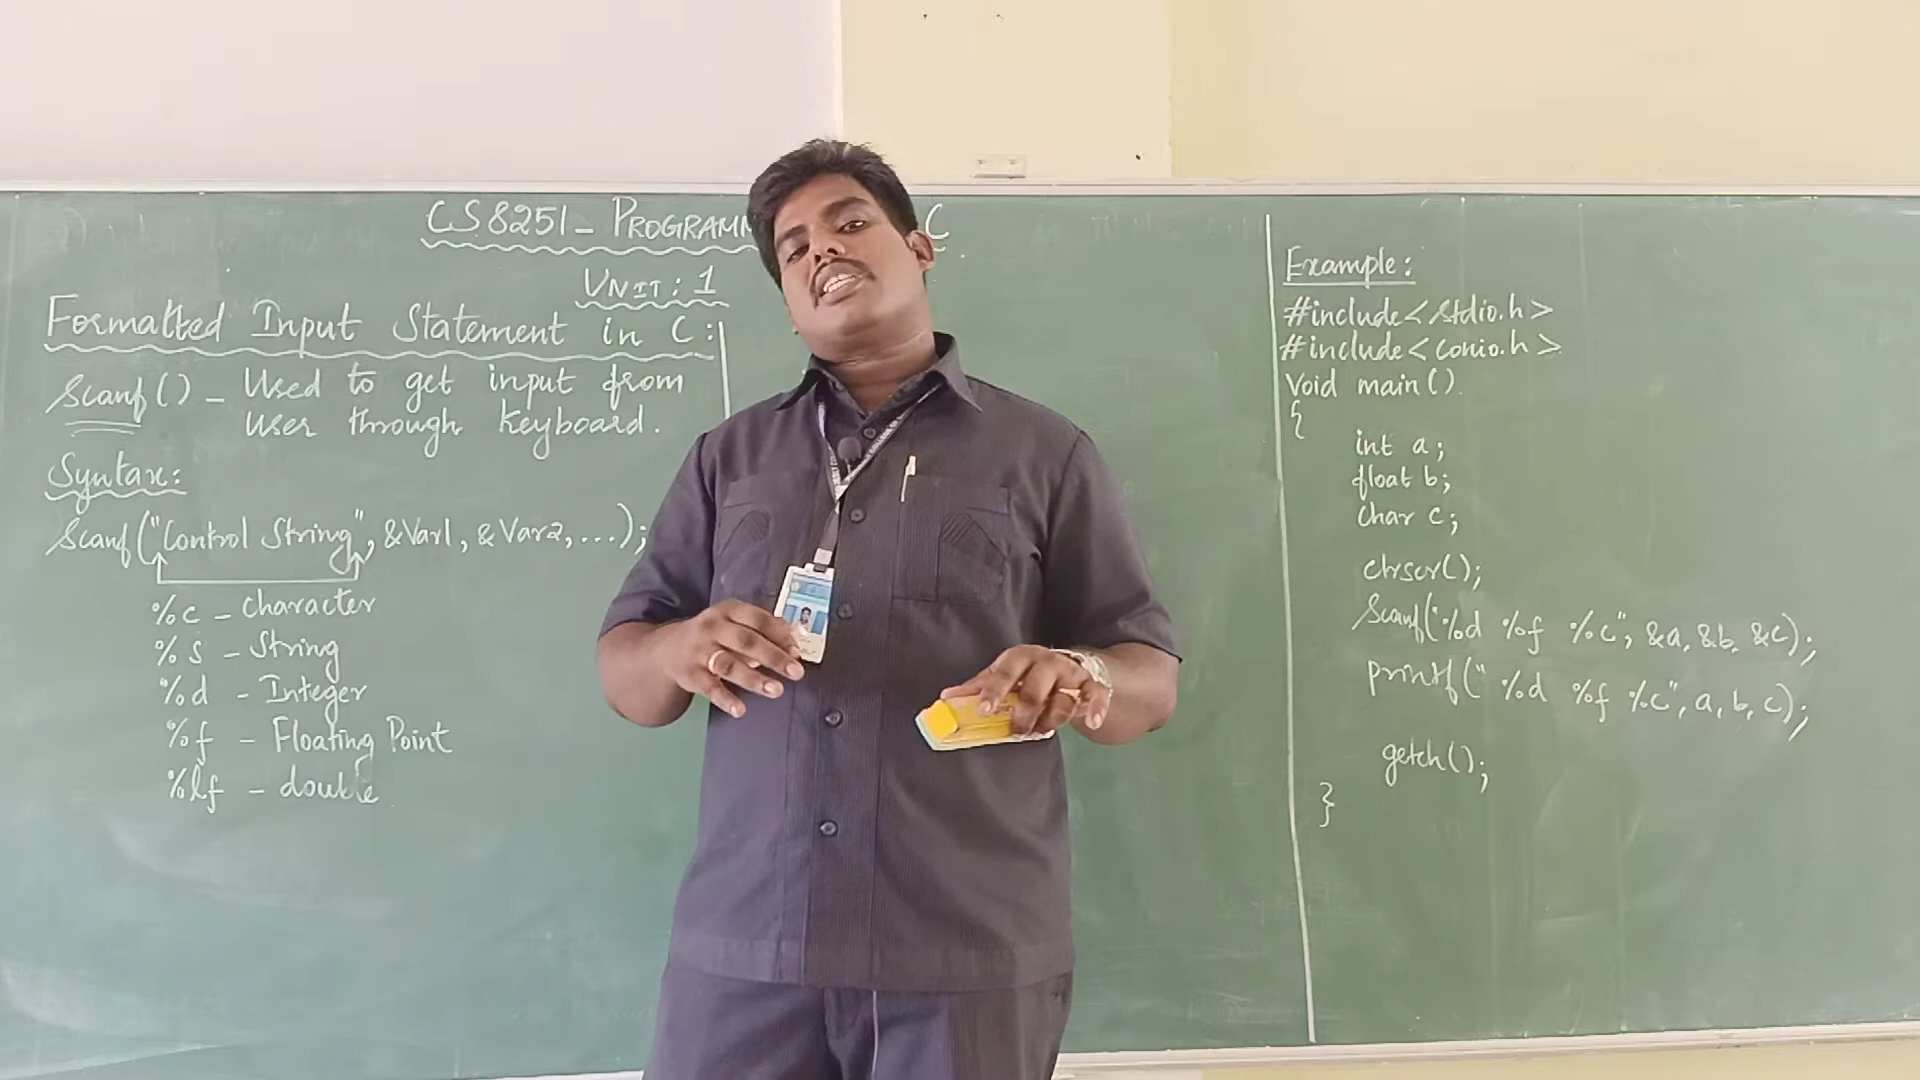 CS8251 - PROGRAMM C
UNIT: 1
Formatted Input Statement in C:
Scanf() - Used to get input from
User through Keyboard.
Syntax:
Scanf("Control String", &Var1, &Var2, ...);
%c - Character
%s - String
%d - Integer
%f - Floating Point
%lf - double
Example:
#include<stdio.h>
#include<conio.h>
Void main()
{
int a;
float b;
char c;
clrscr();
Scanf("%d %f %c", &a, &b, &c);
printf(" %d %f %c", a, b, c);
getch();
}